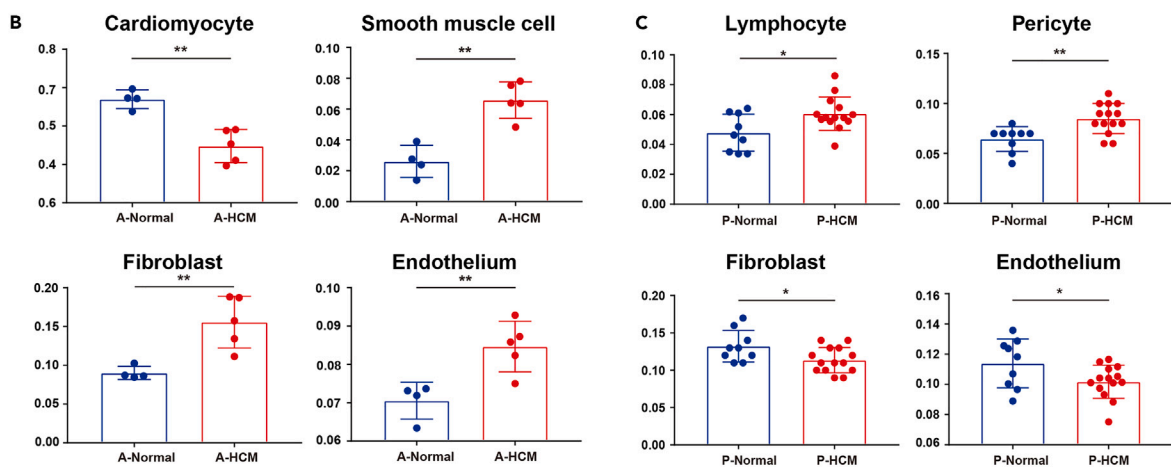 B
Cardiomyocyte
**
0.8
0.7
0.5
0.4
0.6
A-Normal A-HCM
Smooth muscle cell
**
0.10
0.08
0.06
0.04
0.02
0.00
A-Normal A-HCM
C
Lymphocyte
*
0.10
0.08
0.06
0.04
0.02
0.00
P-Normal P-HCM
Pericyte
**
0.15
0.10
0.05
0.00
P-Normal P-HCM
Fibroblast
**
0.20
0.15
0.10
0.05
0.00
A-Normal A-HCM
Endothelium
**
0.10
0.09
0.07
0.06
A-Normal A-HCM
Fibroblast
*
0.20
0.15
0.10
0.05
0.00
P-Normal P-HCM
Endothelium
*
0.16
0.14
0.12
0.10
0.08
0.06
P-Normal P-HCM